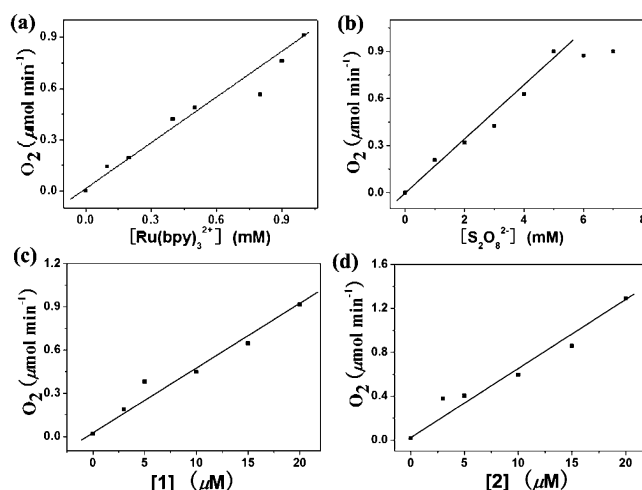 (a)
O₂ (μmol min⁻¹)
0.9
0.6
0.3
0.0
0.0 0.3 0.6 0.9
[Ru(bpy)₃²⁺] (mM)
(b)
O₂ (μmol min⁻¹)
0.9
0.6
0.3
0.0
0 2 4 6 8
[S₂O₈²⁻] (mM)
(c)
O₂ (μmol min⁻¹)
1.2
0.9
0.6
0.3
0.0
0 5 10 15 20
[1] (μM)
(d)
O₂ (μmol min⁻¹)
1.6
1.2
0.8
0.4
0.0
0 5 10 15 20
[2] (μM)